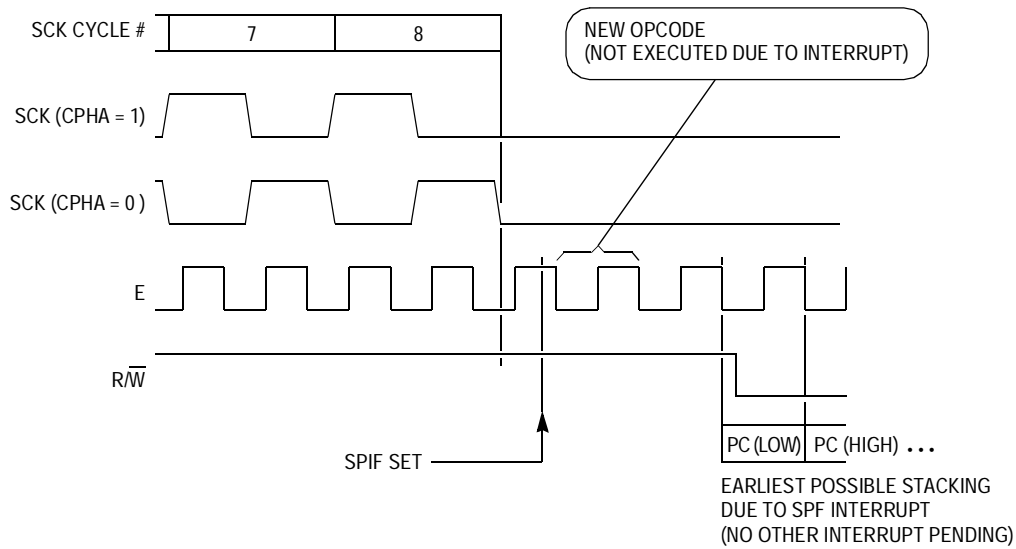 SCK CYCLE #
7
8
NEW OPCODE
(NOT EXECUTED DUE TO INTERRUPT)
SCK (CPHA = 1)
SCK (CPHA = 0 )
E
R/W̅
SPIF SET
PC (LOW)
PC (HIGH) ...
EARLIEST POSSIBLE STACKING
DUE TO SPF INTERRUPT
(NO OTHER INTERRUPT PENDING)